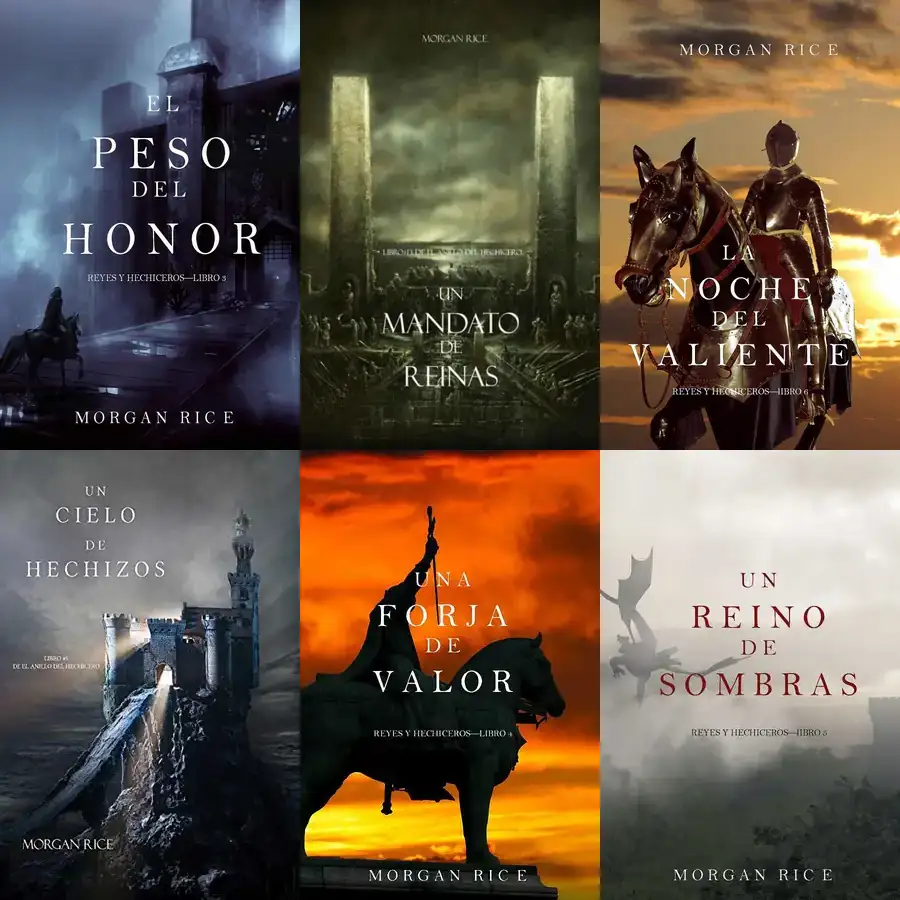 EL
PESO
DEL
HONOR
REYES Y HECHICEROS—LIBRO 3
MORGAN RICE
MORGAN RICE
UN
MANDATO
DE
REINAS
MORGAN RICE
LA
NOCHE
DEL
VALIENTE
REYES Y HECHICEROS—lIBRO 6
UN
CIELO
DE
HECHIZOS
LIBRO #9
DE EL ANILLO DEL HECHICERO
MORGAN RICE
UNA
FORJA
DE
VALOR
REYES Y HECHICEROS—LIBRO 4
MORGAN RICE
UN
REINO
DE
SOMBRAS
REYES Y HECHICEROS—lIBRO 5
MORGAN RICE